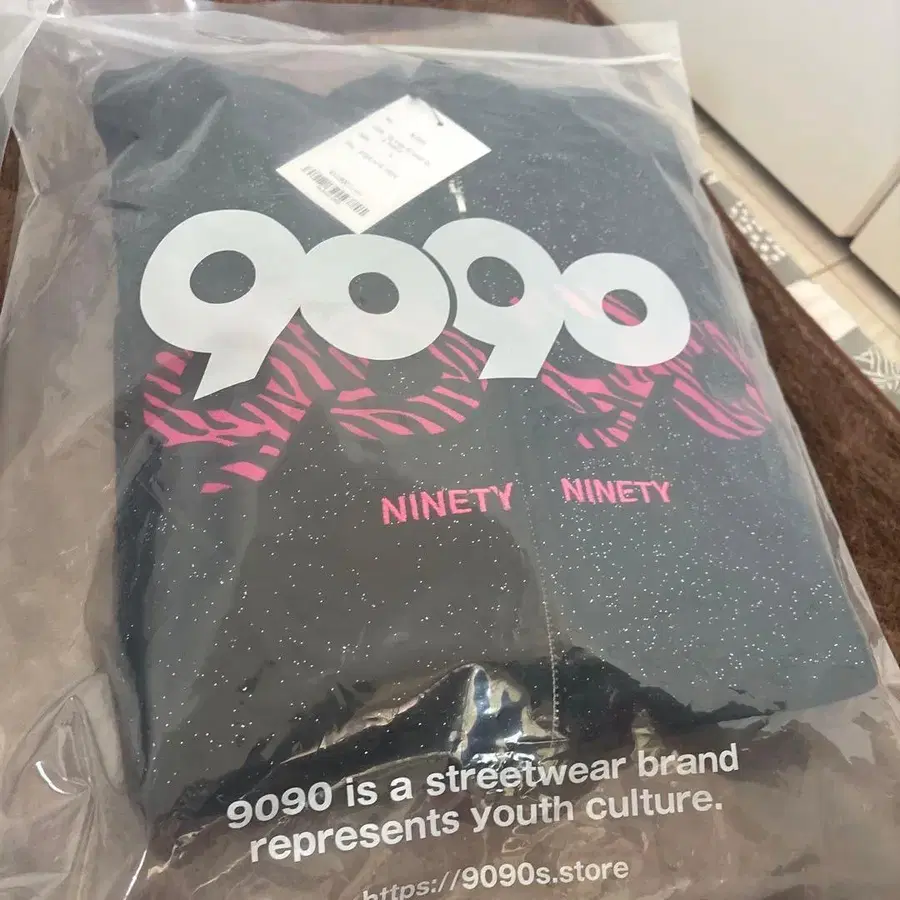 9090
NINETY NINETY
9090 is a streetwear brand
represents youth culture.
https://9090s.store